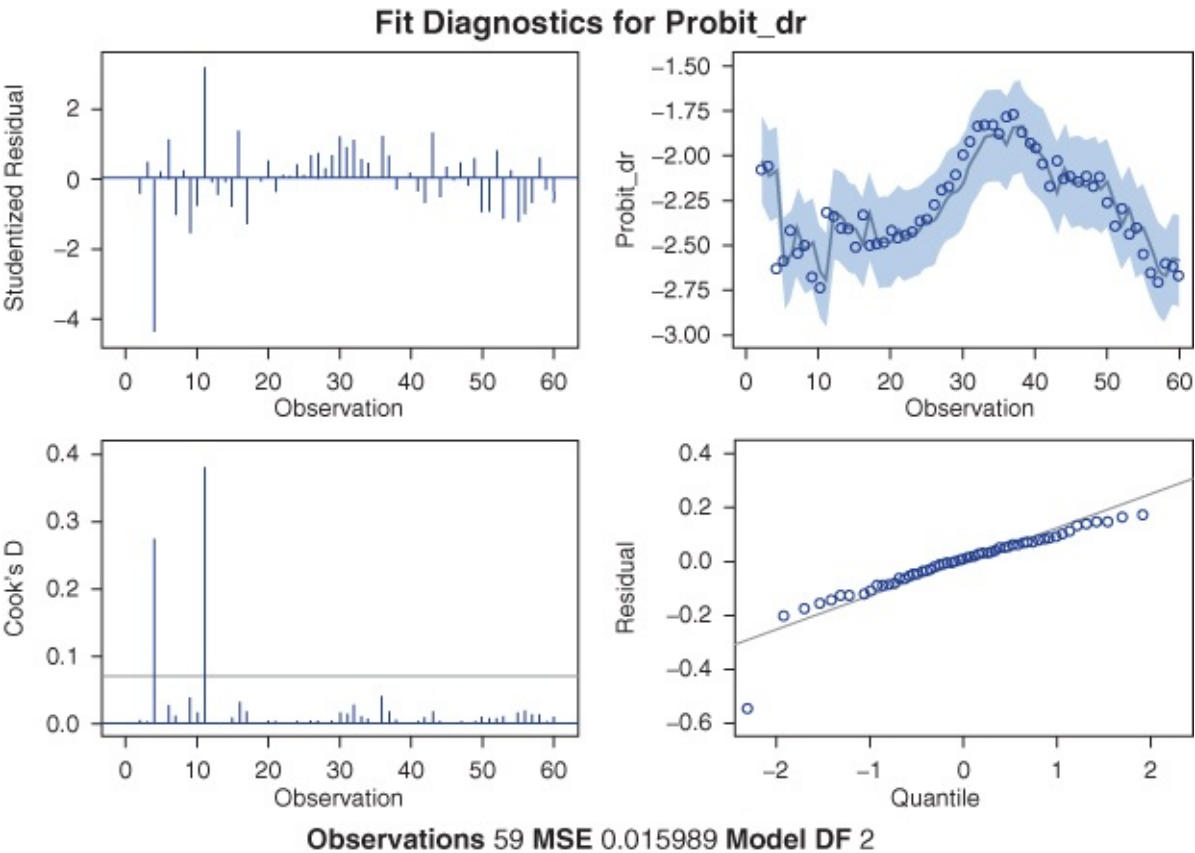 Fit Diagnostics for Probit_dr
Studentized Residual
2
0
−2
−4
0 10 20 30 40 50 60
Observation
Probit_dr
−1.50
−1.75
−2.00
−2.25
−2.50
−2.75
−3.00
0 10 20 30 40 50 60
Observation
Cook's D
0.4
0.3
0.2
0.1
0.0
0 10 20 30 40 50 60
Observation
Residual
0.4
0.2
0.0
−0.2
−0.4
−0.6
−2 −1 0 1 2
Quantile
Observations 59 MSE 0.015989 Model DF 2